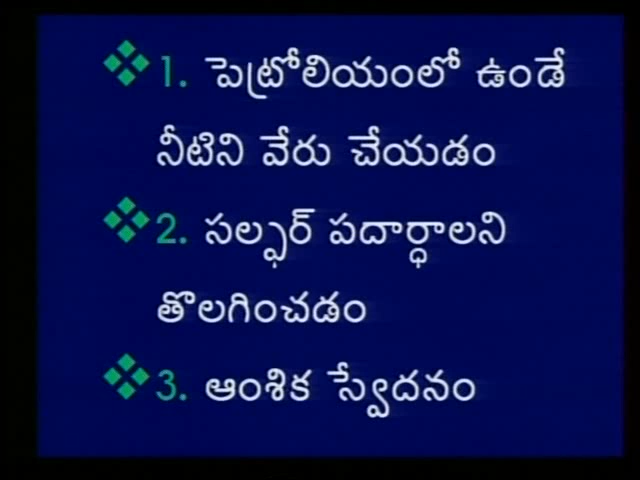 1. పెట్రోలియంలో ఉండే
నీటిని వేరు చేయడం
2. సల్ఫర్ పదార్ధాలని
తొలగించడం
3. ఆంశిక స్వేదనం